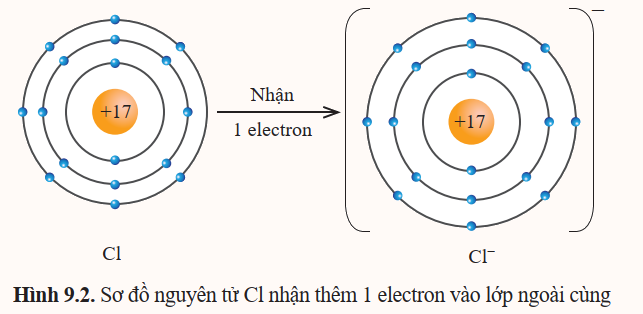 +17
Nhận
1 electron
+17
–
Cl
Cl⁻
Hình 9.2. Sơ đồ nguyên tử Cl nhận thêm 1 electron vào lớp ngoài cùng